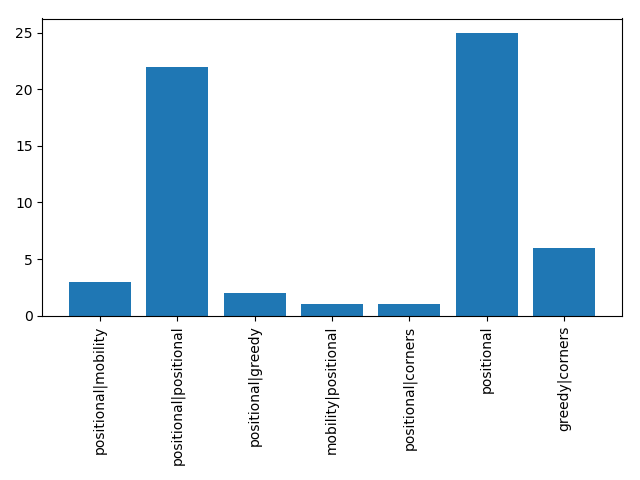 25
20
15
10
5
0
positional|mobility
positional|positional
positional|greedy
mobility|positional
positional|corners
positional
greedy|corners